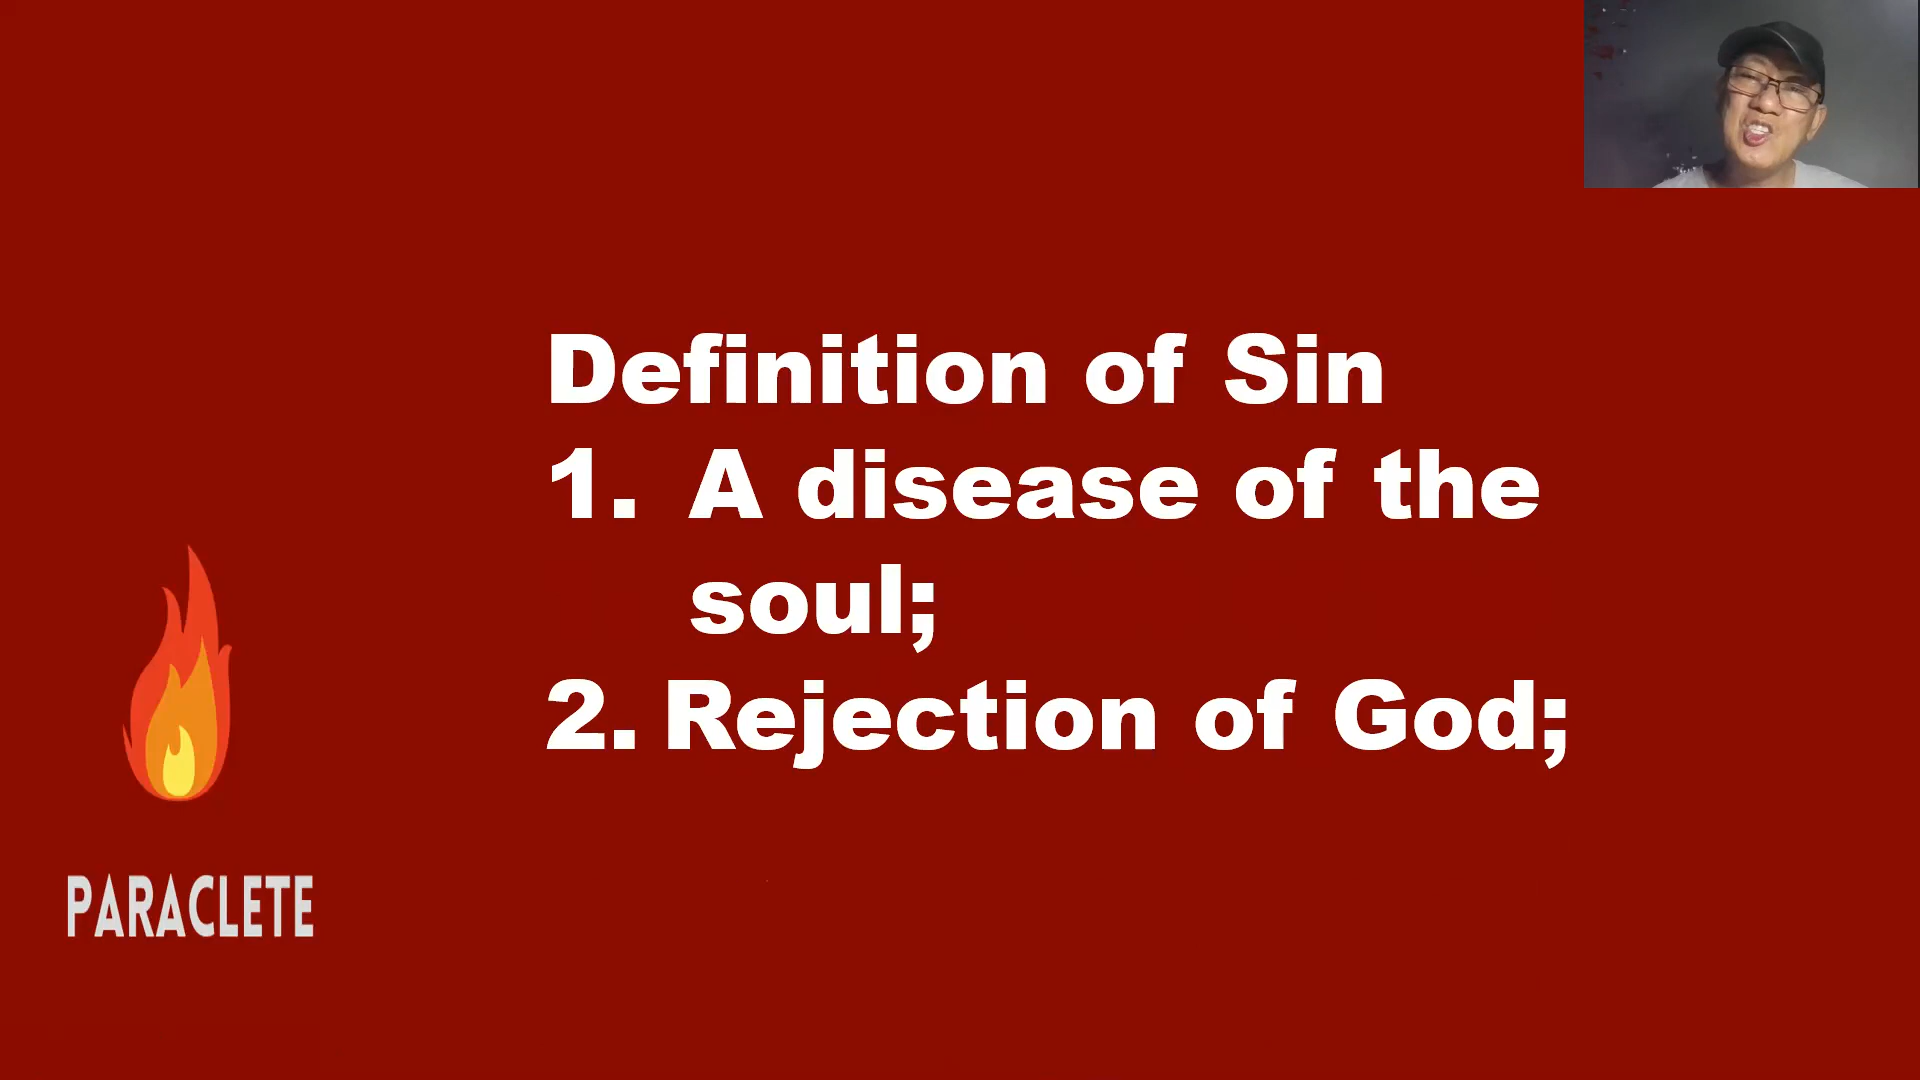 Definition of Sin
1. A disease of the
soul;
2. Rejection of God;
PARACLETE